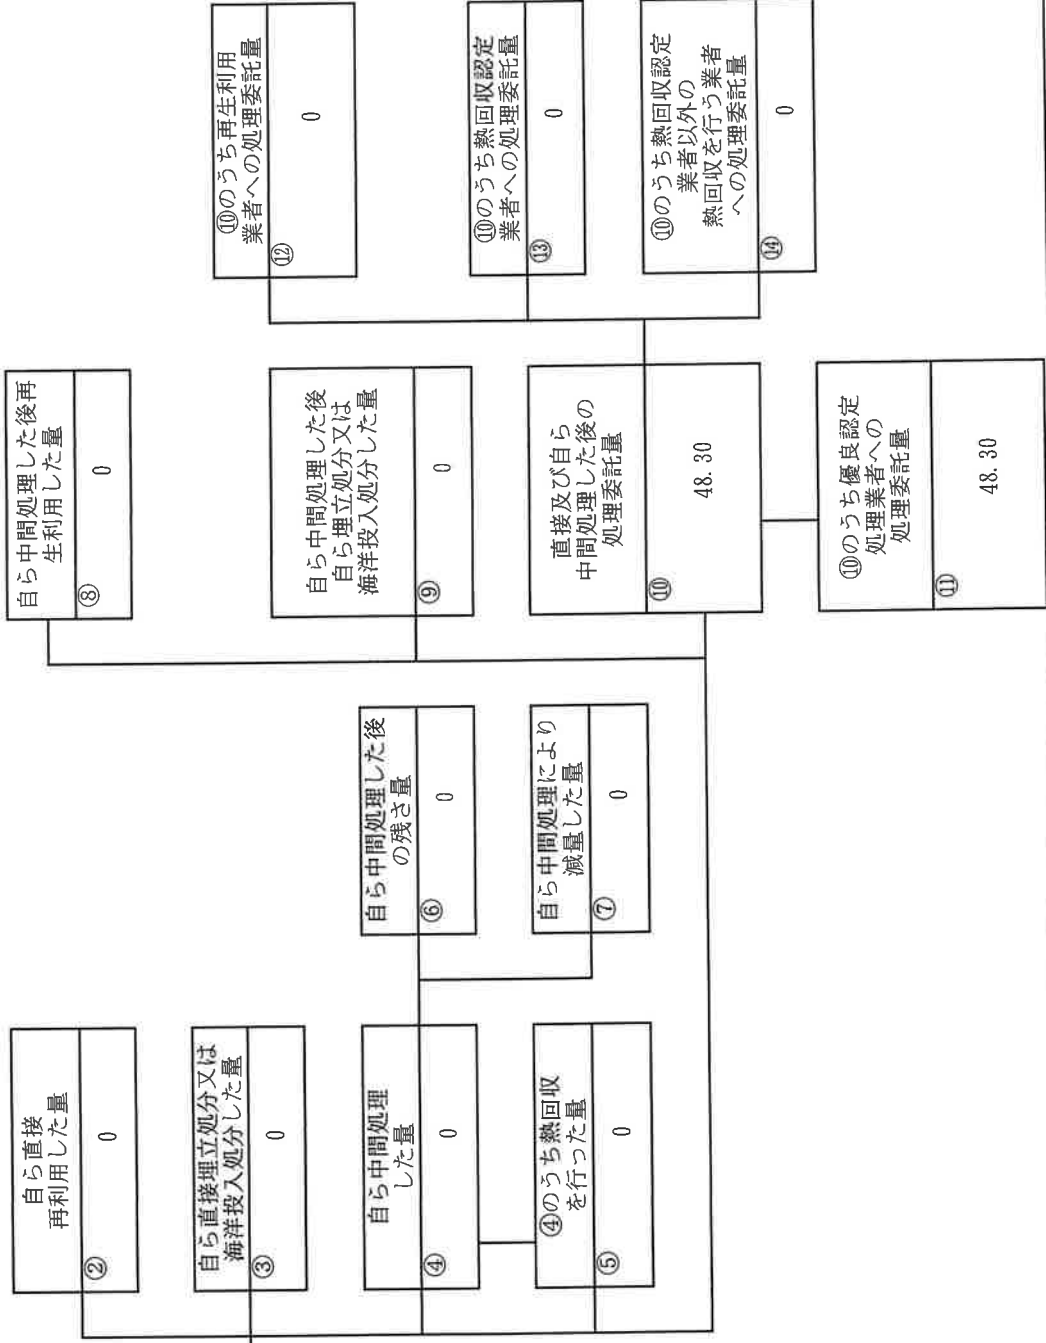 自ら直接
再利用した量
②
0
自ら直接埋立処分又は
海洋投入処分した量
③
0
自ら中間処理
した量
④
0
④のうち熱回収
を行った量
⑤
0
自ら中間処理した後
の残さ量
⑥
0
自ら中間処理により
減量した量
⑦
0
自ら中間処理した後再
生利用した量
⑧
0
自ら中間処理した後
自ら埋立処分又は
海洋投入処分した量
⑨
0
直接及び自ら
中間処理した後の
処理委託量
⑩
48.30
⑩のうち優良認定
処理業者への
処理委託量
⑪
48.30
⑩のうち再生利用
業者への処理委託量
⑫
0
⑩のうち熱回収認定
業者への処理委託量
⑬
0
⑩のうち熱回収認定
業者以外の
熱回収を行う業者
への処理委託量
⑭
0